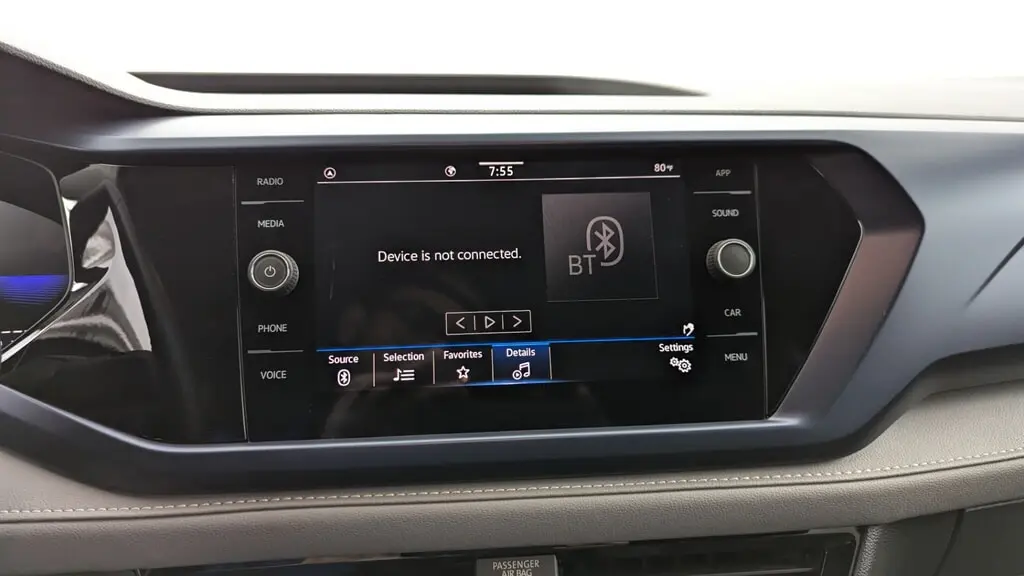 RADIO
MEDIA
PHONE
VOICE
7:55
80°F
Device is not connected.
BT
Source
Selection
Favorites
Details
Settings
APP
SOUND
CAR
MENU
PASSENGER
AIR BAG